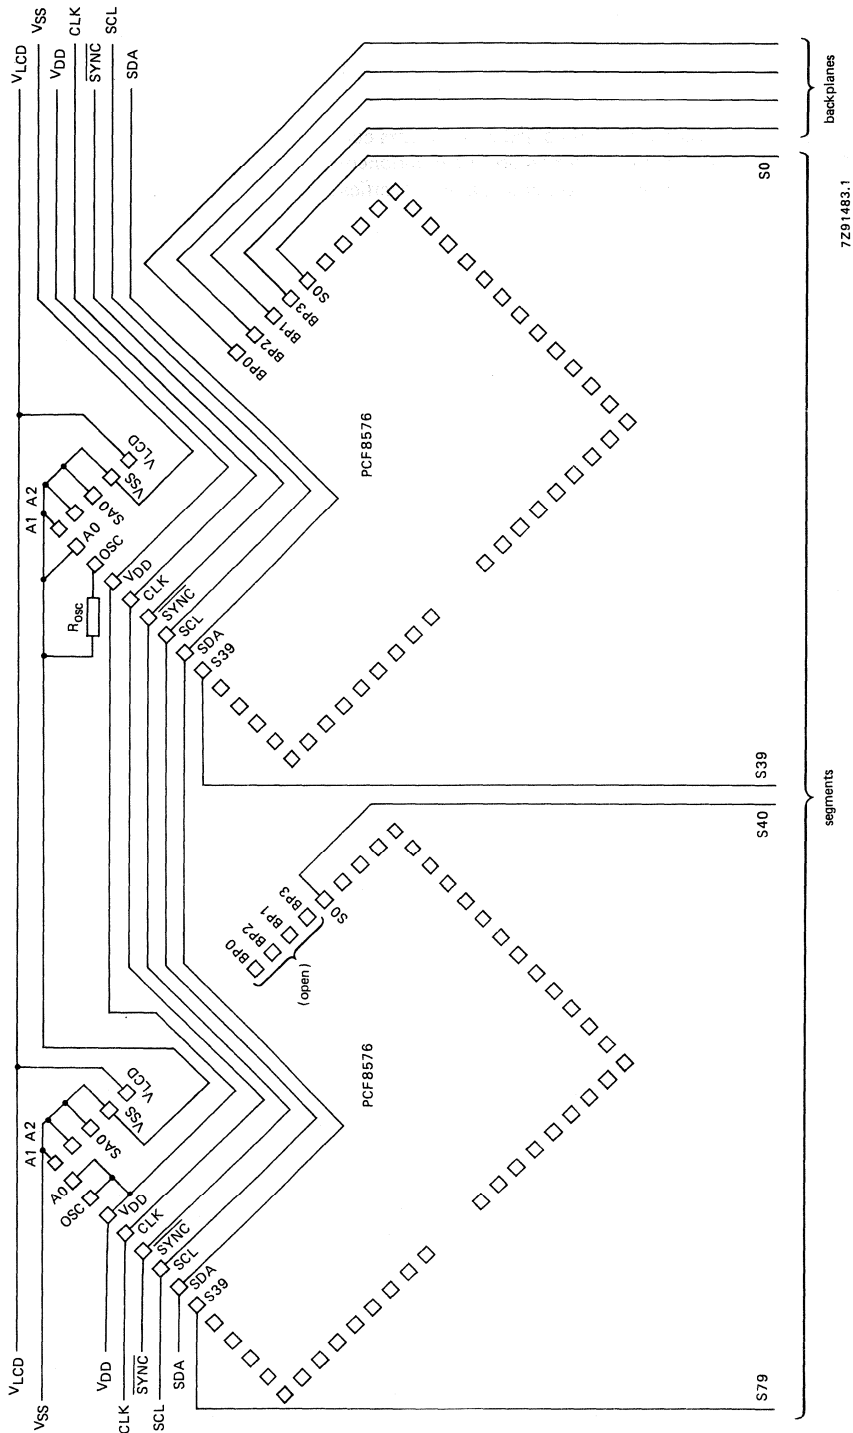 VLCD
VSS
VDD
CLK
SYNC
SCL
SDA
backplanes
S0
7Z91483.1
S0
BP3
BP1
BP2
BP0
PCF8576
VLCD
VSS
A1 A2
SA0
A0
OSC
ROSC
VDD
CLK
SYNC
SCL
SDA
S39
S39
segments
S40
S0
BP3
BP1
BP2
BP0
(open)
PCF8576
VLCD
VSS
A1 A2
SA0
A0
OSC
VDD
CLK
SYNC
SCL
SDA
S39
VLCD
VSS
VDD
CLK
SYNC
SCL
SDA
S79